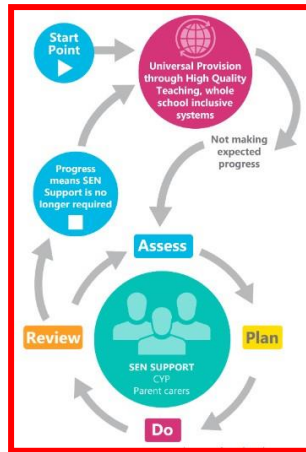 Start
Point
Universal Provision
through High Quality
Teaching, whole
school inclusive
systems
Not making
expected
progress
Progress
means SEN
Support is no
longer required
Assess
Review
Plan
SEN SUPPORT
CYP
Parent carers
Do